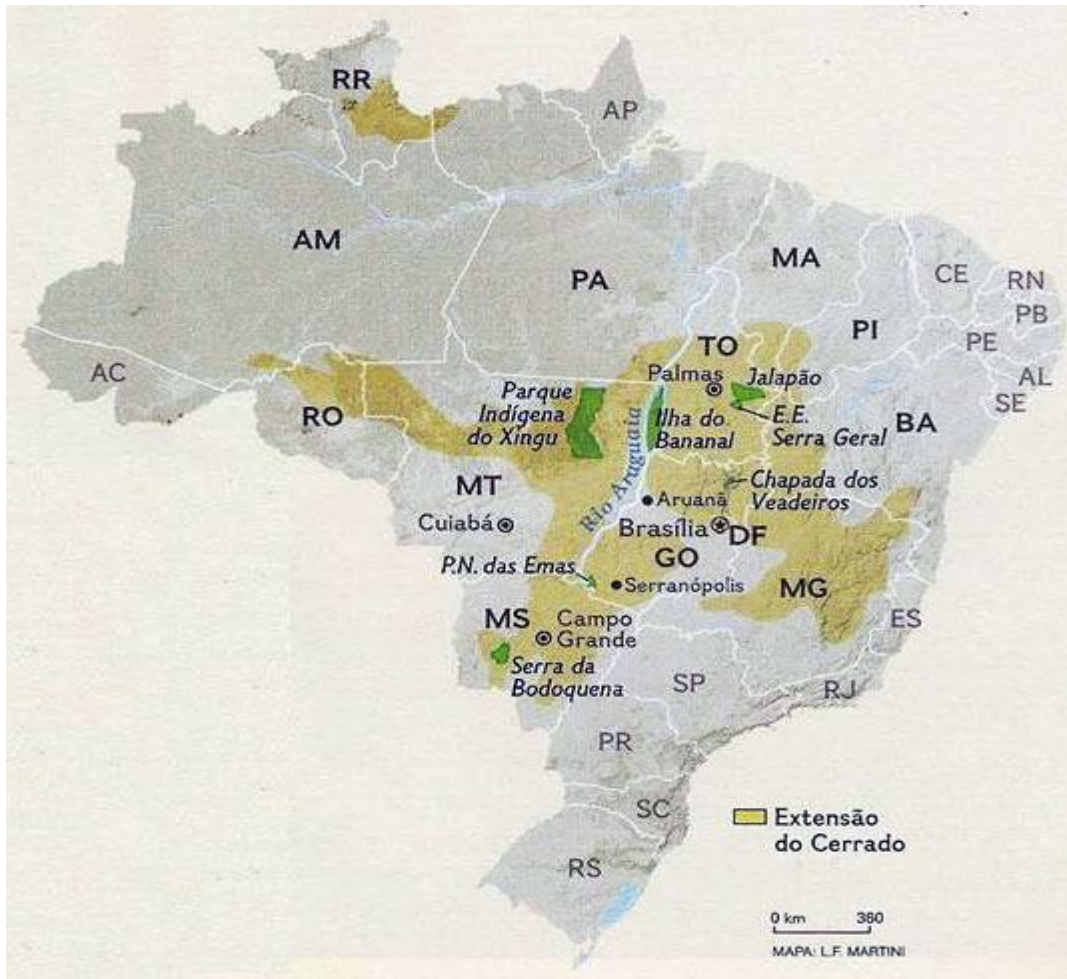 RR
AP
AM
PA
MA
CE
RN
PB
PI
PE
AL
SE
AC
TO
Palmas
Jalapão
Parque
Indígena
do Xingu
Ilha do
Bananal
E.E.
Serra Geral
BA
RO
Rio Araguaia
MT
Chapada dos
Veadeiros
Aruanã
Cuiabá
Brasília
DF
GO
P.N. das Emas
Serranópolis
MG
MS
Campo
Grande
ES
Serra da
Bodoquena
SP
RJ
PR
SC
RS
Extensão
do Cerrado
0 km 360
MAPA: L.F. MARTINI